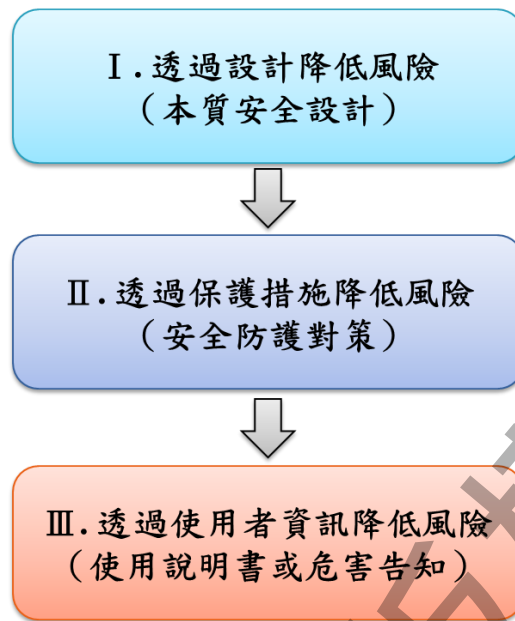 Ⅰ.透過設計降低風險
(本質安全設計)
Ⅱ.透過保護措施降低風險
(安全防護對策)
Ⅲ.透過使用者資訊降低風險
(使用說明書或危害告知)